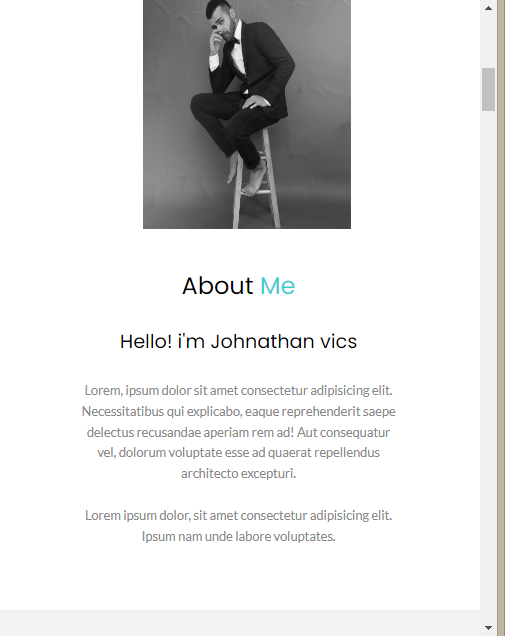 About Me
Hello! i'm Johnathan vics
Lorem, ipsum dolor sit amet consectetur adipisicing elit.
Necessitatibus qui explicabo, eaque reprehenderit saepe
delectus recusandae aperiam rem ad! Aut consequatur
vel, dolorum voluptate esse ad quaerat repellendus
architecto excepturi.
Lorem ipsum dolor, sit amet consectetur adipisicing elit.
Ipsum nam unde labore voluptates.